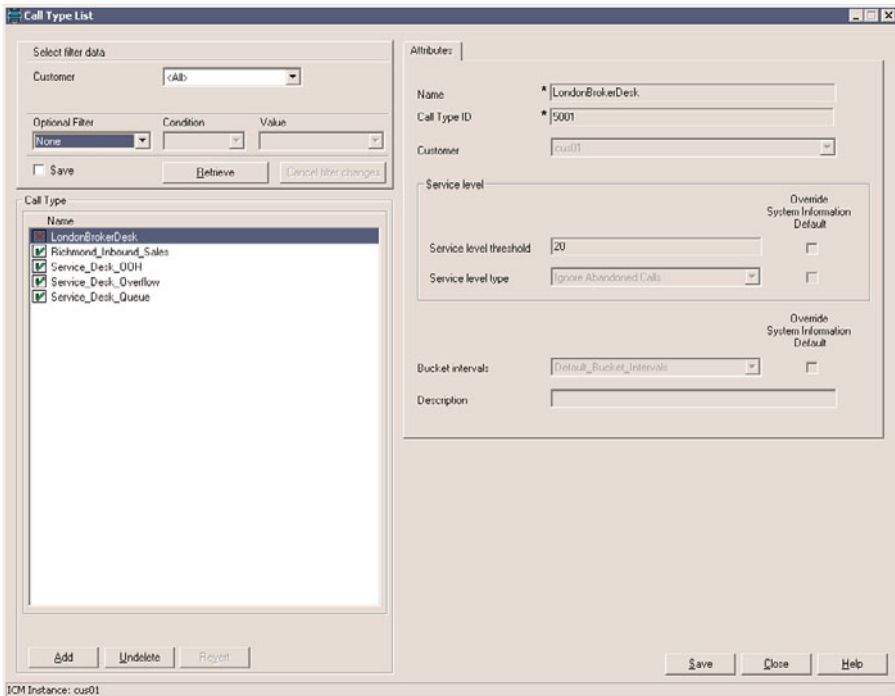 Call Type List
Select filter data
Customer
<All>
Optional Filter
Condition
Value
None
Save
Retrieve
Cancel filter changes
Call Type
Name
LondonBrokerDesk
Richmond_Inbound_Sales
Service_Desk_OOH
Service_Desk_Overflow
Service_Desk_Queue
Add
Undelete
Revert
Attributes
Name * LondonBrokerDesk
Call Type ID * 5001
Customer cus01
Service level
Override
System Information
Default
Service level threshold 20
Service level type Ignore Abandoned Calls
Override
System Information
Default
Bucket intervals Default_Bucket_Intervals
Description
Save
Close
Help
ICM Instance: cus01